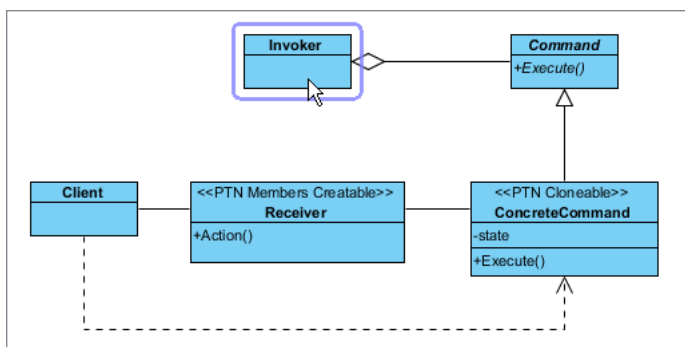 Invoker
Command
+Execute()
Client
<<PTN Members Creatable>>
Receiver
+Action()
<<PTN Cloneable>>
ConcreteCommand
-state
+Execute()